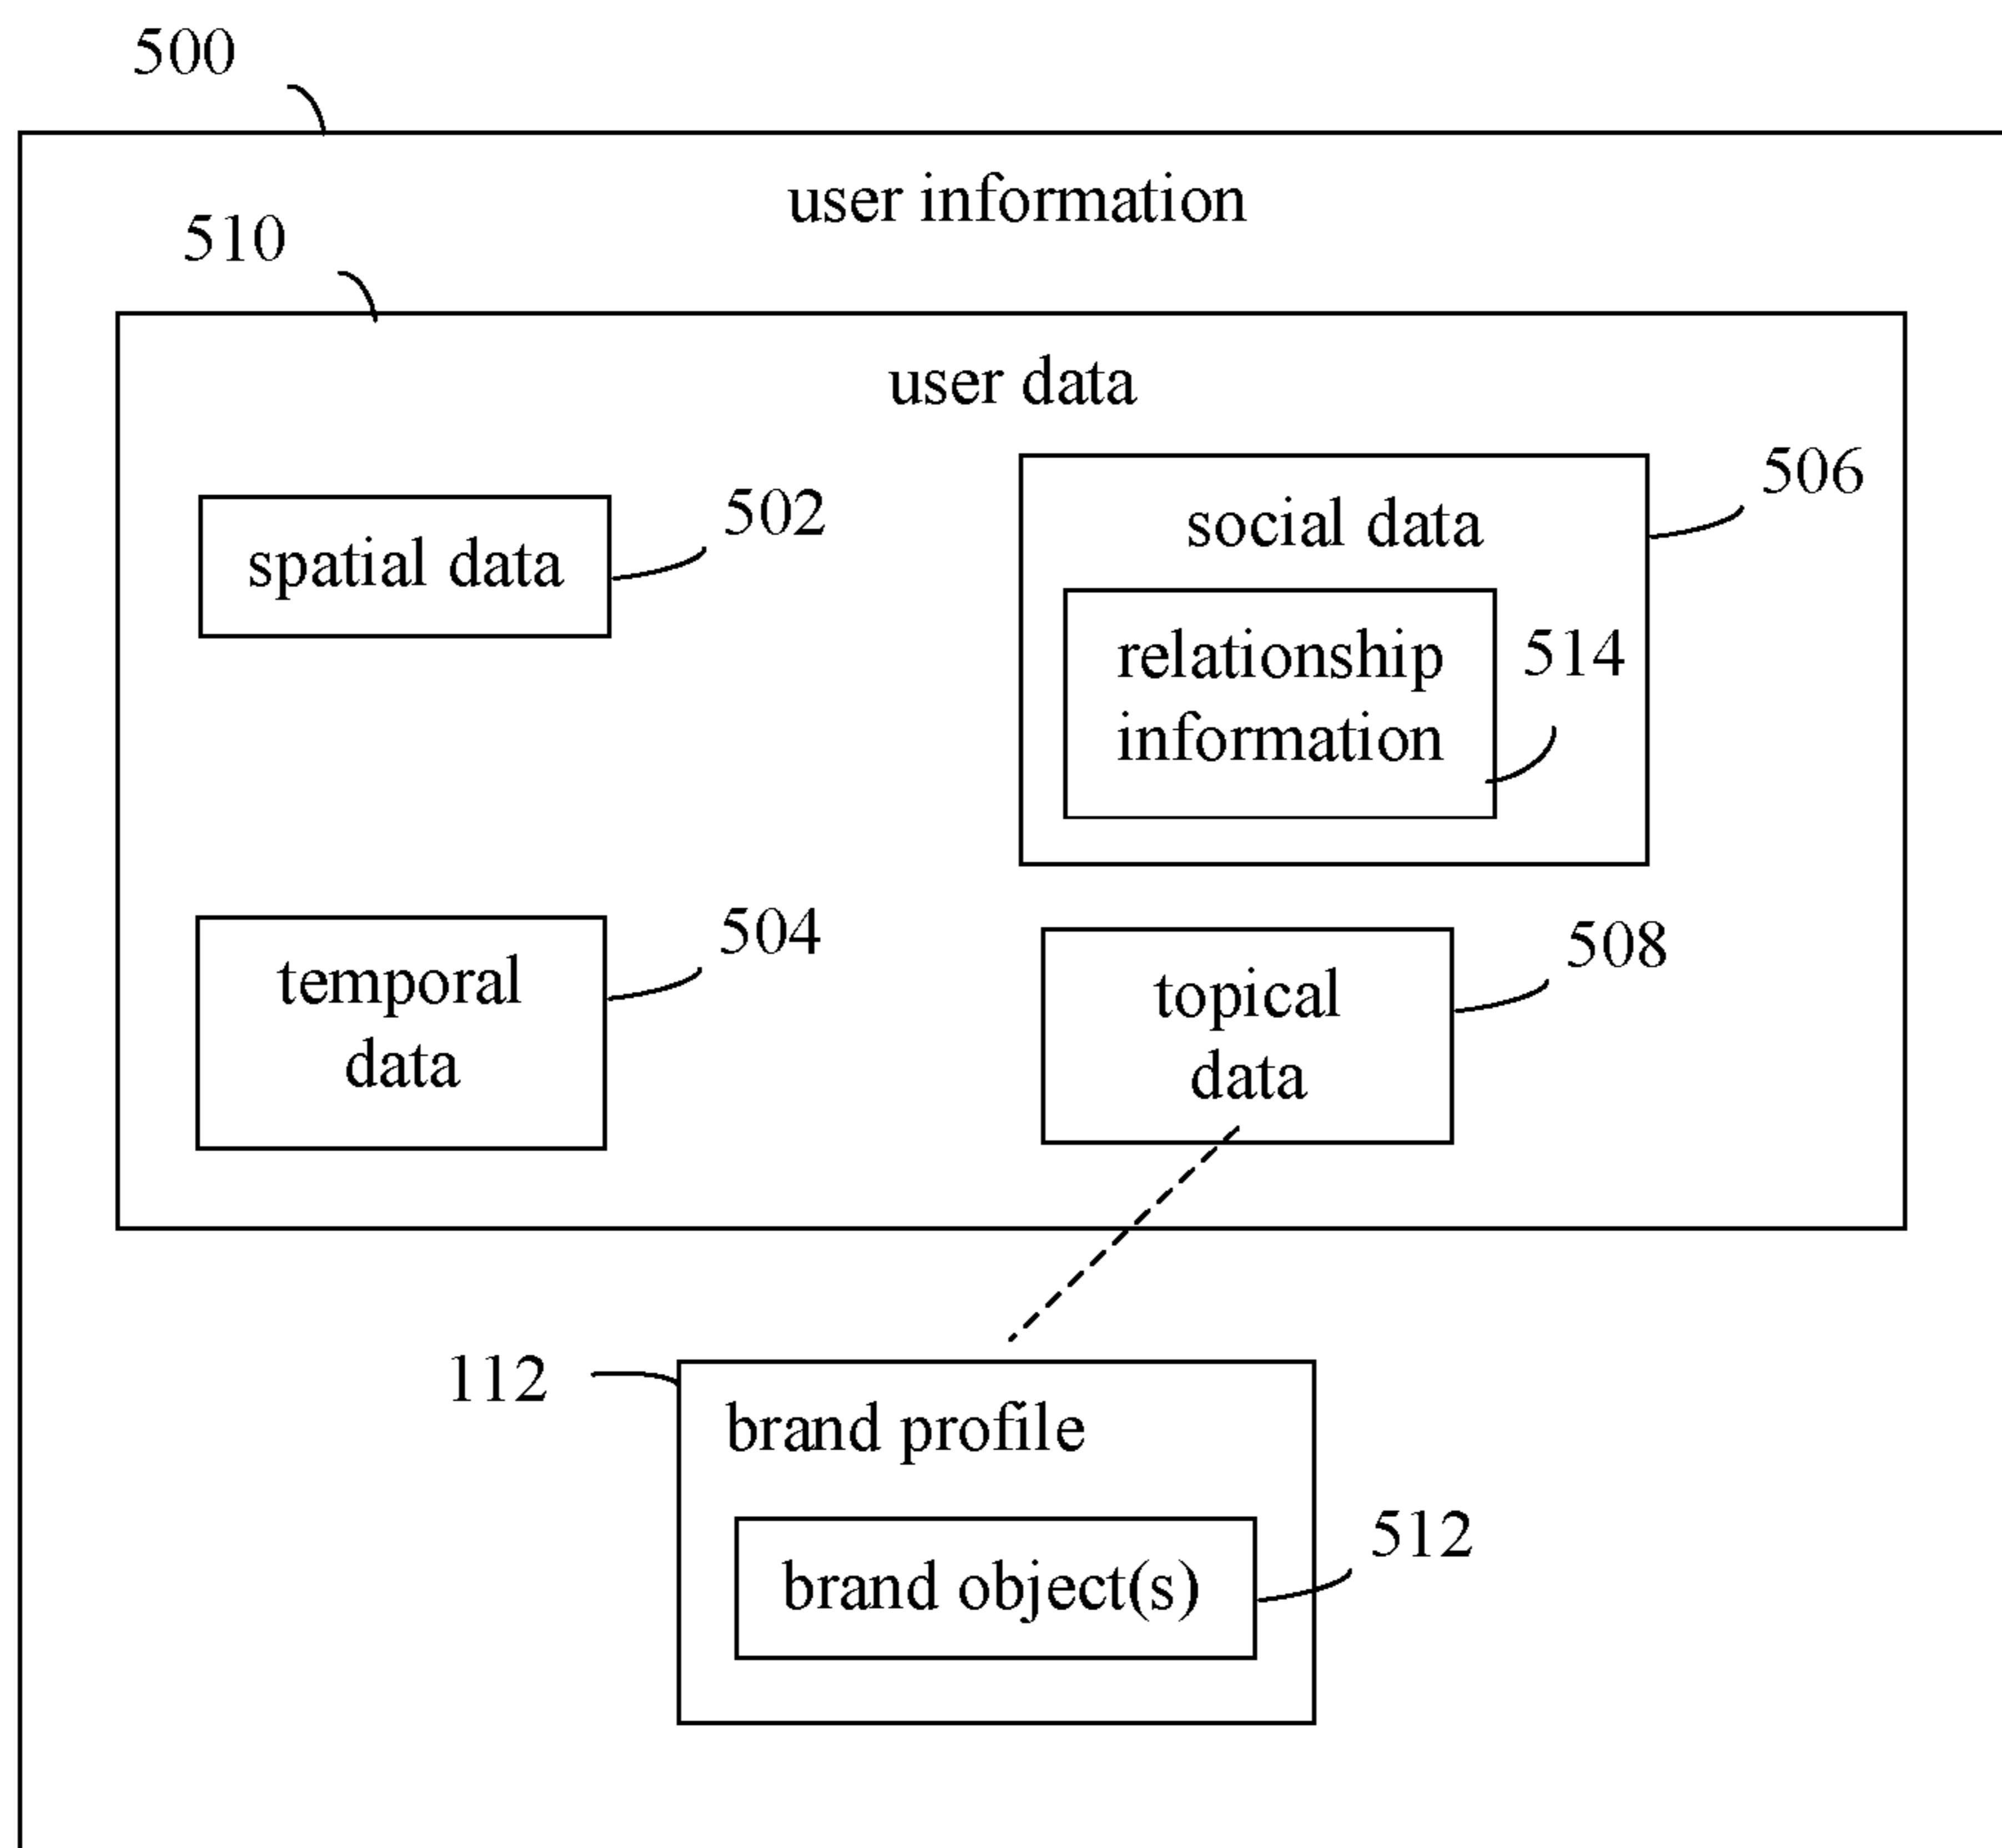 500
user information
510
user data
506
502
social data
spatial data
relationship
information
514
504
508
temporal
data
topical
data
112
brand profile
512
brand object(s)